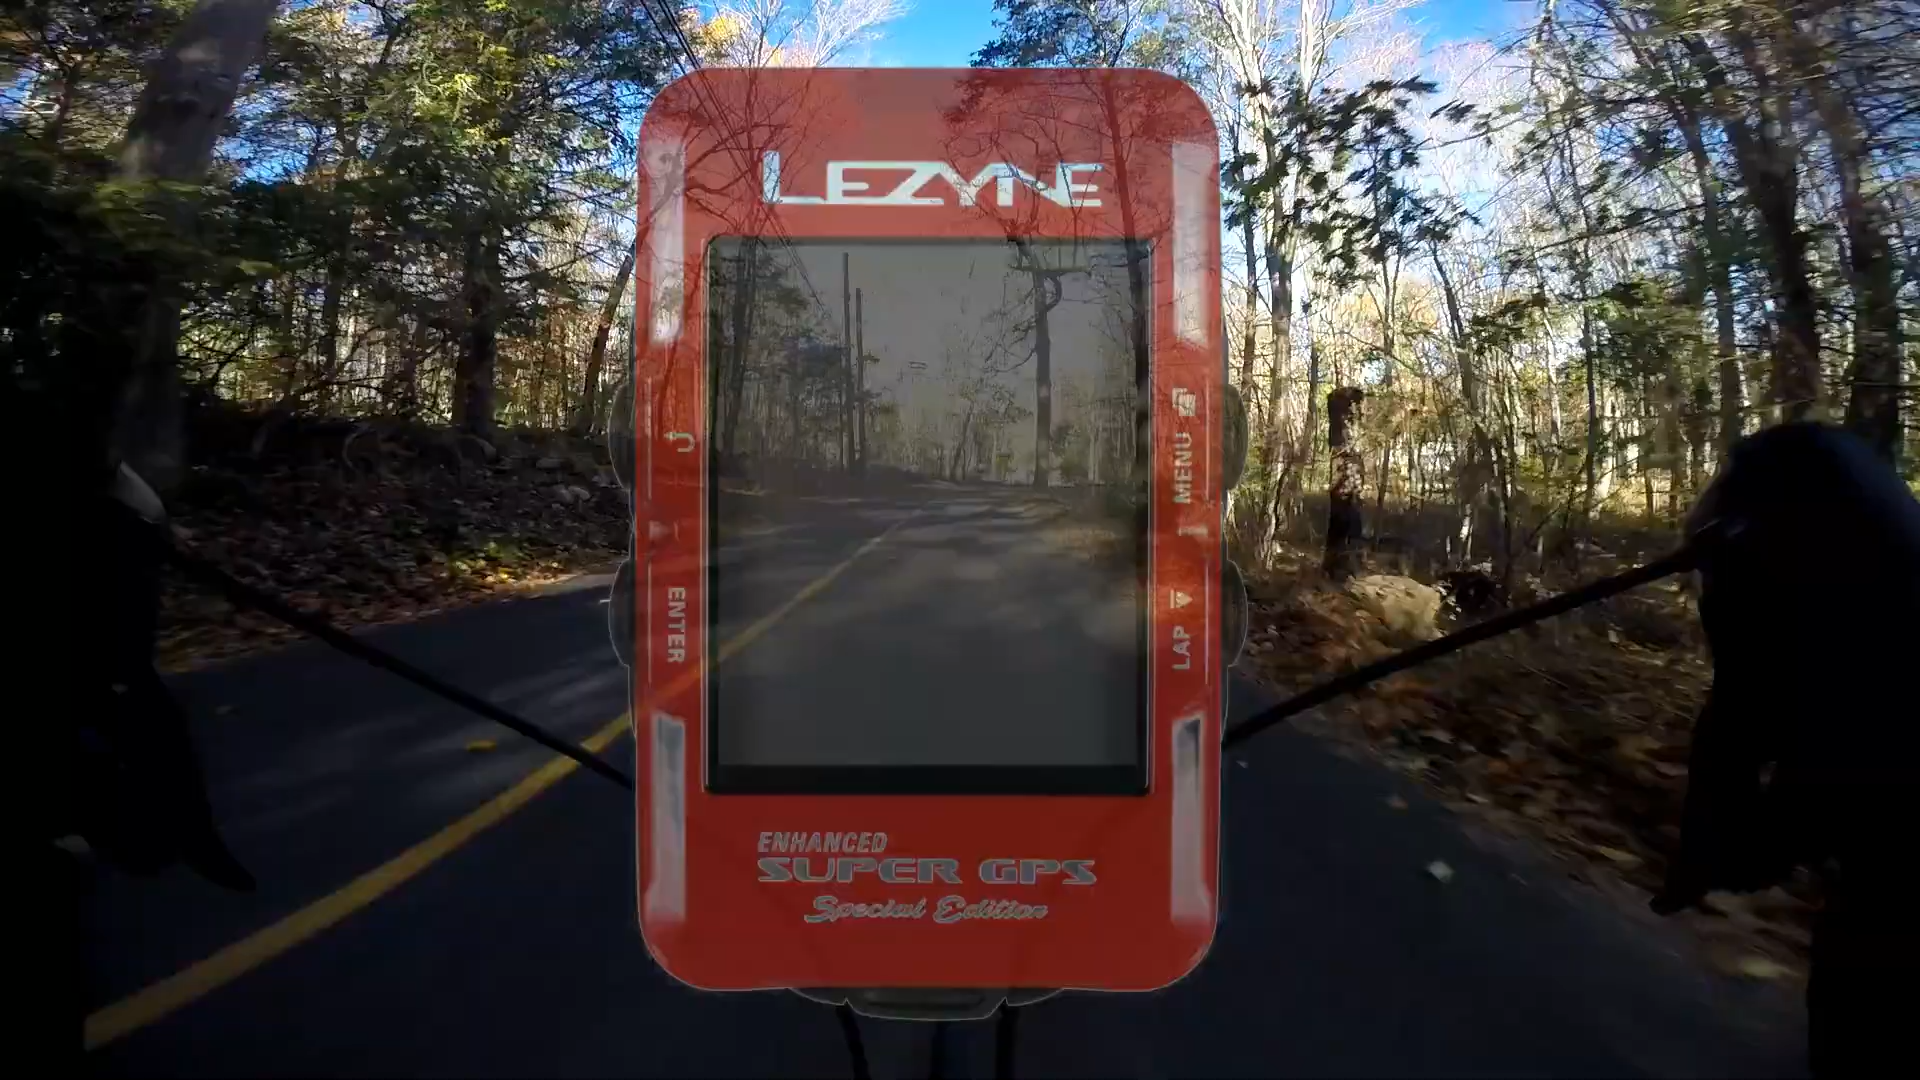 LEZYNE
MENU
ENTER
LAP
ENHANCED
SUPER GPS
Special Edition